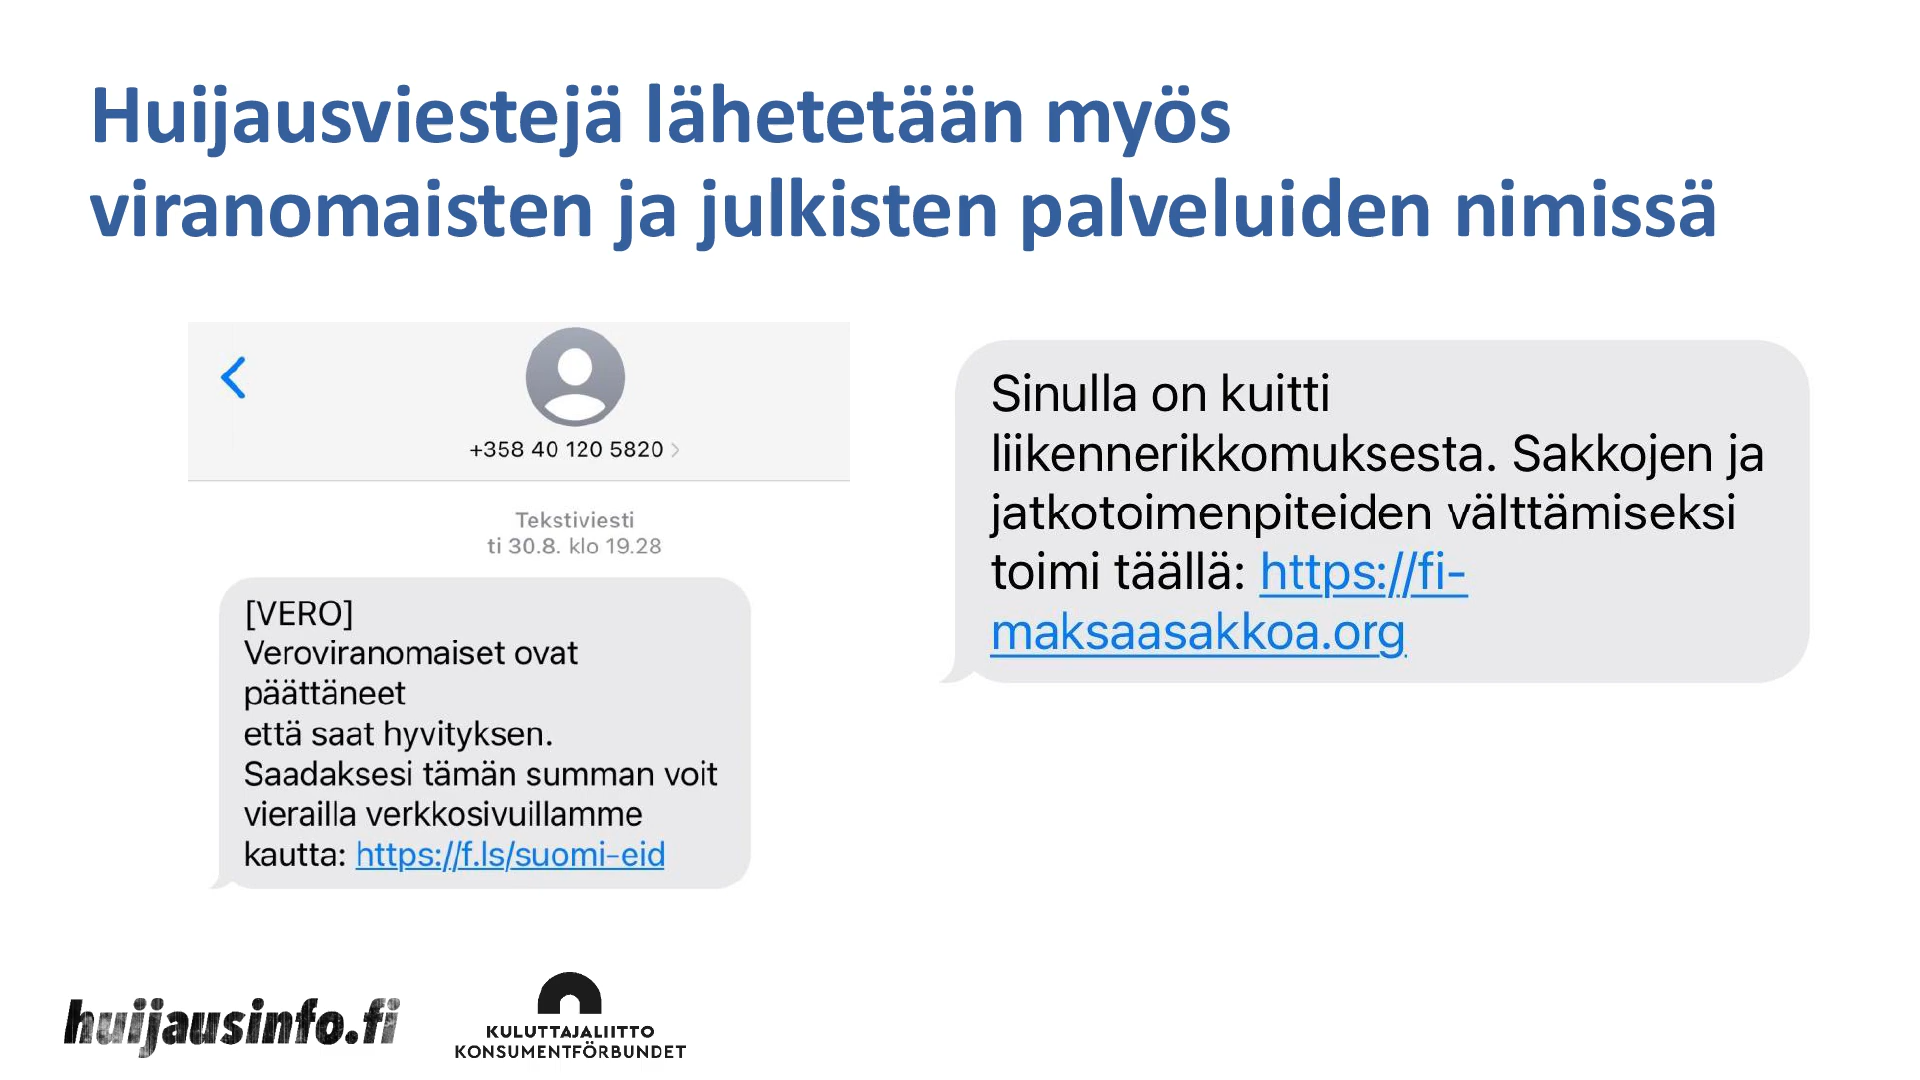 Huijausviestejä lähetetään myös
viranomaisten ja julkisten palveluiden nimissä
+358 40 120 5820
Tekstiviesti
ti 30.8. klo 19.28
[VERO]
Veroviranomaiset ovat
päättäneet
että saat hyvityksen.
Saadaksesi tämän summan voit
vierailla verkkosivuillamme
kautta: https://f.ls/suomi-eid
Sinulla on kuitti
liikennerikkomuksesta. Sakkojen ja
jatkotoimenpiteiden välttämiseksi
toimi täällä: https://fi-
maksaasakkoa.org
huijausinfo.fi
KULUTTAJALIITTO
KONSUMENTFÖRBUNDET